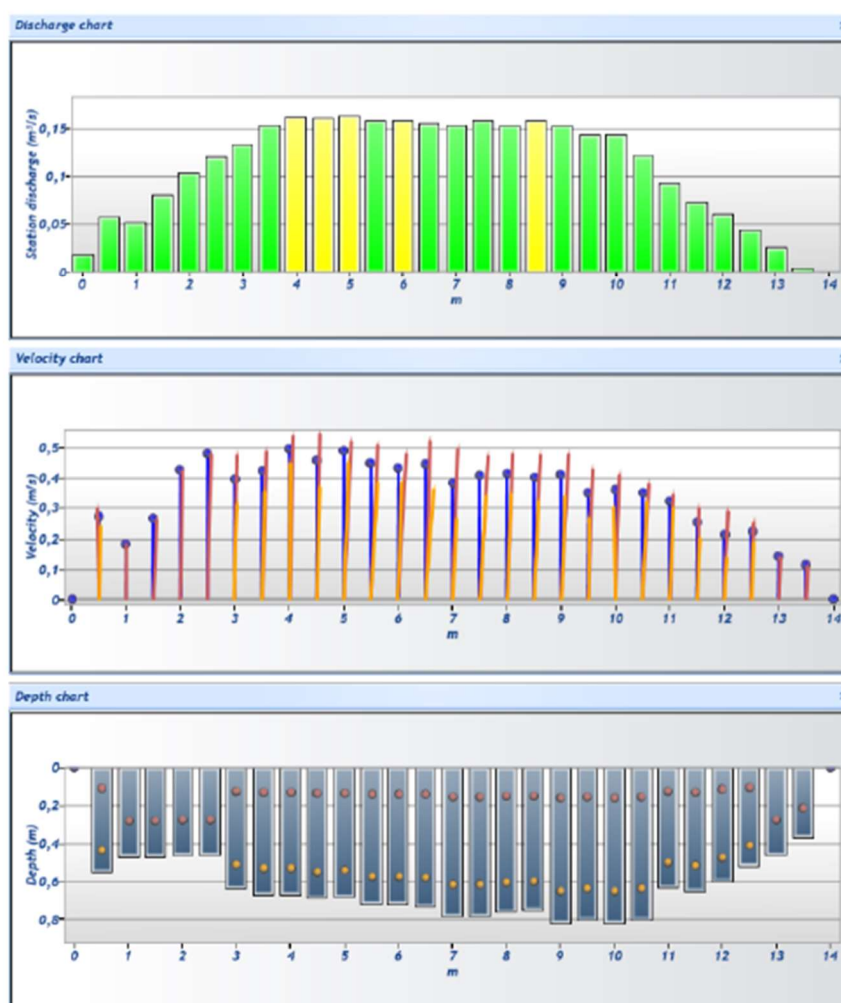 Discharge chart
Station discharge (m³/s)
0,15
0,1
0,05
0
0 1 2 3 4 5 6 7 8 9 10 11 12 13 14
m
Velocity chart
Velocity (m/s)
0,5
0,4
0,3
0,2
0,1
0
0 1 2 3 4 5 6 7 8 9 10 11 12 13 14
m
Depth chart
Depth (m)
0
0,2
0,4
0,6
0,8
0 1 2 3 4 5 6 7 8 9 10 11 12 13 14
m